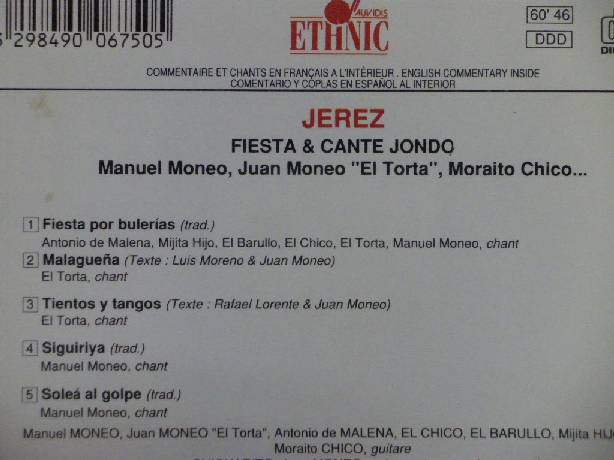 AUVIDIS
ETHNIC
298490 067505
60' 46
DDD
COMMENTAIRE ET CHANTS EN FRANÇAIS A L'INTÉRIEUR . ENGLISH COMMENTARY INSIDE
COMENTARIO Y CÓPLAS EN ESPAÑOL AL INTERIOR
JEREZ
FIESTA & CANTE JONDO
Manuel Moneo, Juan Moneo "El Torta", Moraito Chico...
1 Fiesta por bulerías (trad.)
Antonio de Malena, Mijita Hijo, El Barullo, El Chico, El Torta, Manuel Moneo, chant
2 Malagueña (Texte : Luis Moreno & Juan Moneo)
El Torta, chant
3 Tientos y tangos (Texte : Rafael Lorente & Juan Moneo)
El Torta, chant
4 Siguiriya (trad.)
Manuel Moneo, chant
5 Soleá al golpe (trad.)
Manuel Moneo, chant
Manuel MONEO, Juan MONEO "El Torta", Antonio de MALENA, EL CHICO, EL BARULLO, Mijita HIJO
Moraito CHICO, guitare